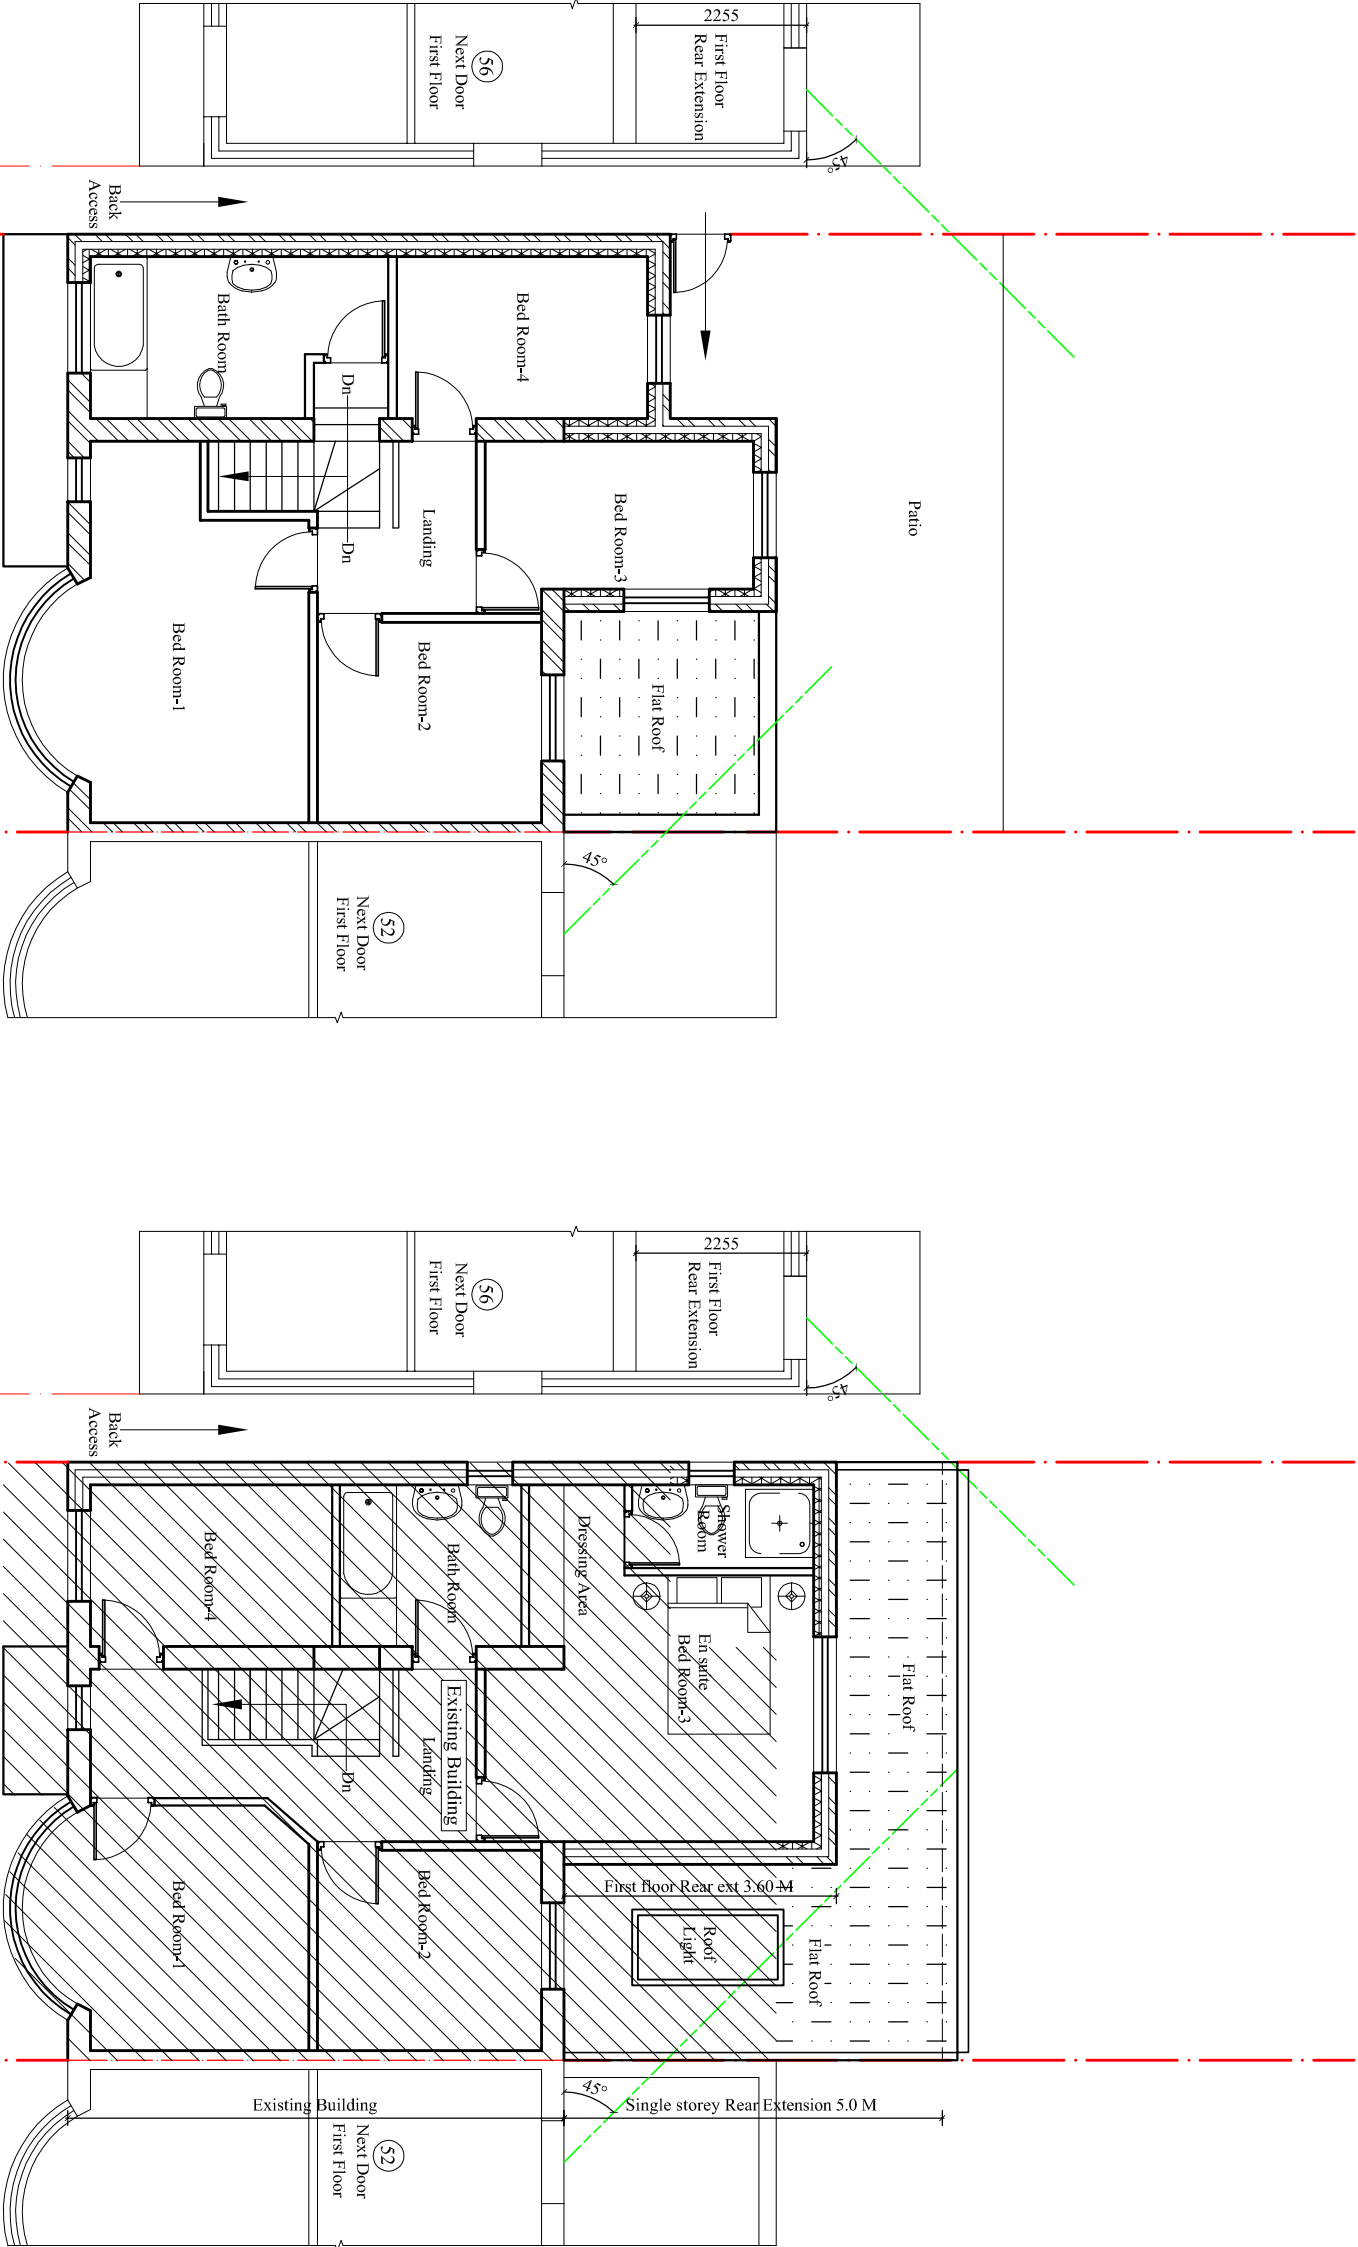 2255
First Floor
Rear Extension
56
Next Door
First Floor
45°
Back
Access
Bath Room
Bed Room-4
Dn
Landing
Dn
Bed Room-3
Patio
Bed Room-1
Bed Room-2
Flat Roof
45°
52
Next Door
First Floor
2255
First Floor
Rear Extension
56
Next Door
First Floor
45°
Back
Access
Bed Room-4
Bath Room
Dressing Area
Shower
Room
En suite
Bed Room-3
Flat Roof
Existing Building
Landing
Dn
First floor Rear ext 3.60 M
Bed Room-1
Bed Room-2
Roof
Light
Flat Roof
45°
Existing Building
Single storey Rear Extension 5.0 M
52
Next Door
First Floor